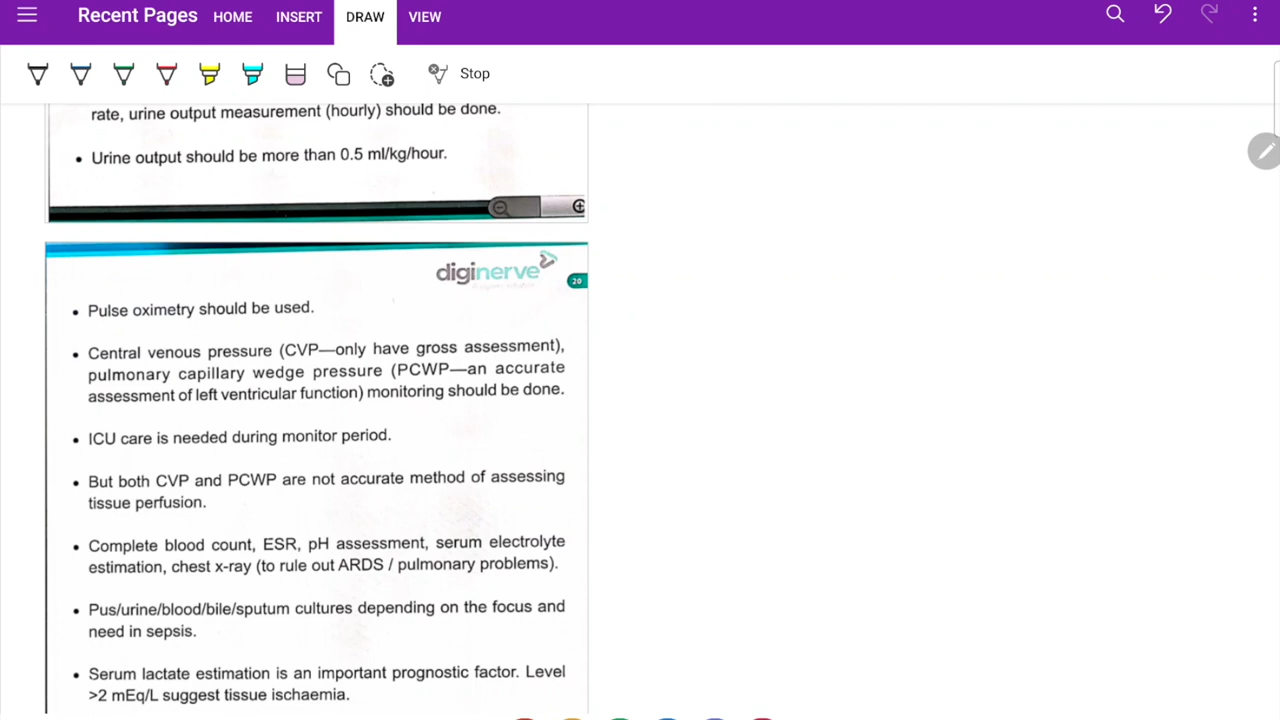 Recent Pages HOME INSERT DRAW VIEW
Stop
rate, urine output measurement (hourly) should be done.
• Urine output should be more than 0.5 ml/kg/hour.
diginerve
20
• Pulse oximetry should be used.
• Central venous pressure (CVP—only have gross assessment),
pulmonary capillary wedge pressure (PCWP—an accurate
assessment of left ventricular function) monitoring should be done.
• ICU care is needed during monitor period.
• But both CVP and PCWP are not accurate method of assessing
tissue perfusion.
• Complete blood count, ESR, pH assessment, serum electrolyte
estimation, chest x-ray (to rule out ARDS / pulmonary problems).
• Pus/urine/blood/bile/sputum cultures depending on the focus and
need in sepsis.
• Serum lactate estimation is an important prognostic factor. Level
>2 mEq/L suggest tissue ischaemia.